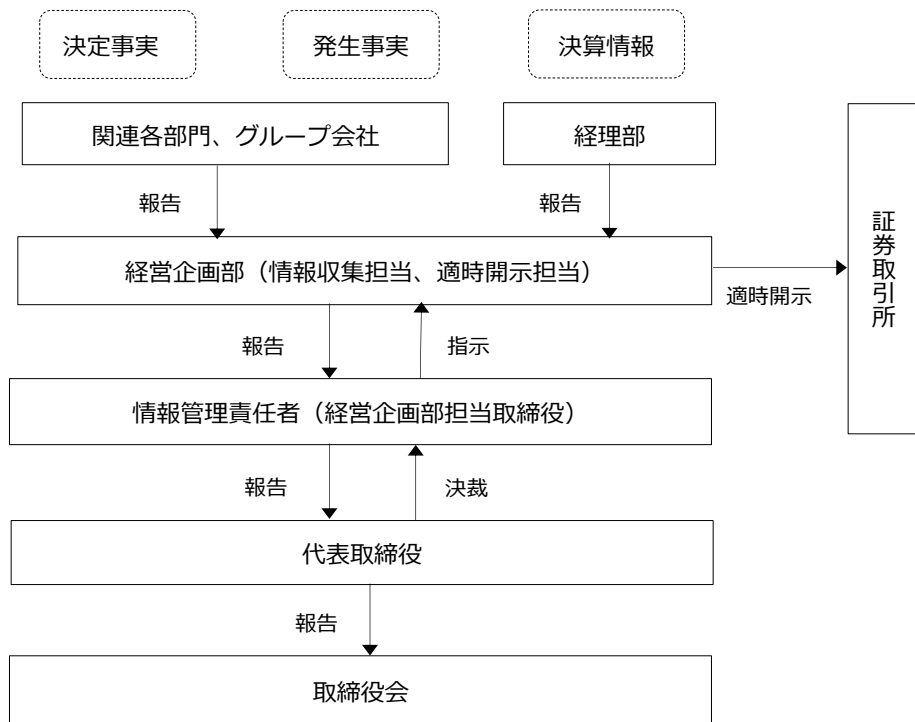 決定事実
発生事実
決算情報
関連各部門、グループ会社
経理部
報告
報告
証券取引所
経営企画部（情報収集担当、適時開示担当）
適時開示
報告
指示
情報管理責任者（経営企画部担当取締役）
報告
決裁
代表取締役
報告
取締役会